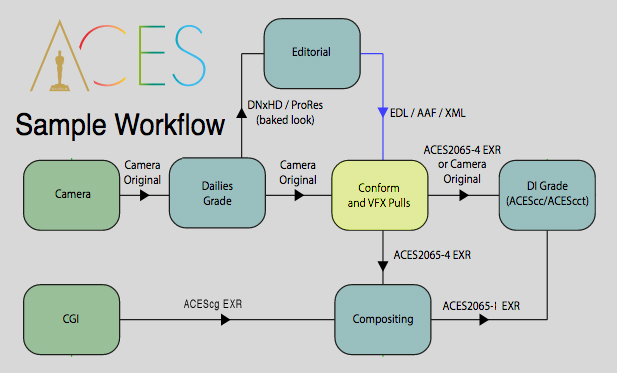 ACES
Sample Workflow
Editorial
DNxHD / ProRes
(baked look)
EDL / AAF / XML
Camera
Camera
Original
Dailies
Grade
Camera
Original
Conform
and VFX Pulls
ACES2065-4 EXR
or Camera
Original
DI Grade
(ACEScc/ACEScct)
ACES2065-4 EXR
CGI
ACEScg EXR
Compositing
ACES2065-I EXR